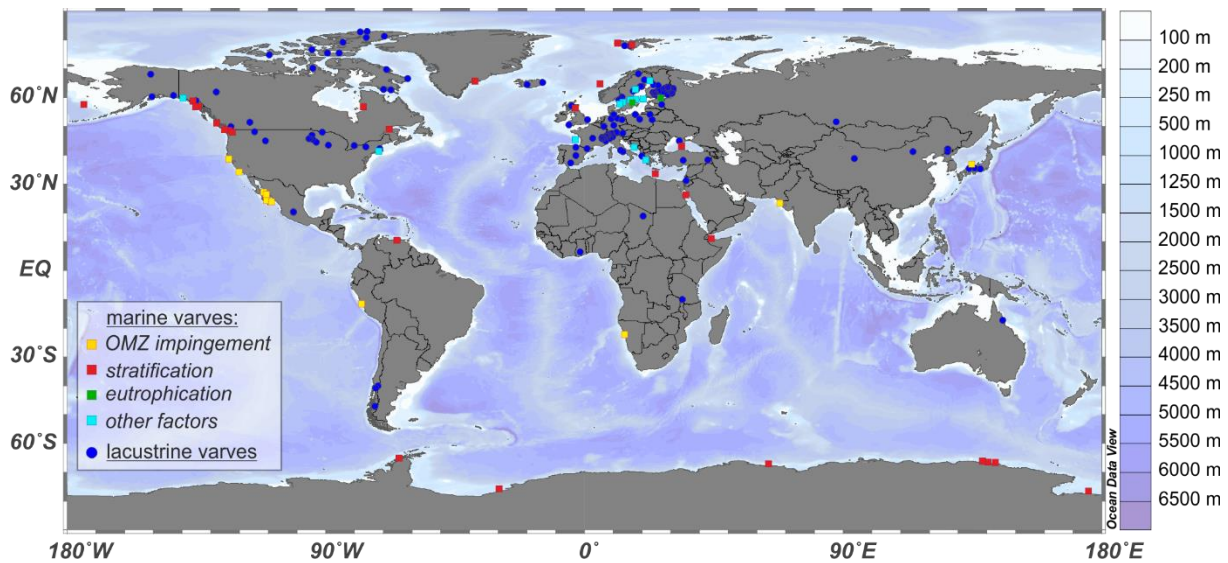 60°N
30°N
EQ
30°S
60°S
180°W
90°W
0°
90°E
180°E
marine varves:
OMZ impingement
stratification
eutrophication
other factors
lacustrine varves
Ocean Data View
100 m
200 m
250 m
500 m
1000 m
1250 m
1500 m
2000 m
2500 m
3000 m
3500 m
4000 m
4500 m
5000 m
5500 m
6000 m
6500 m